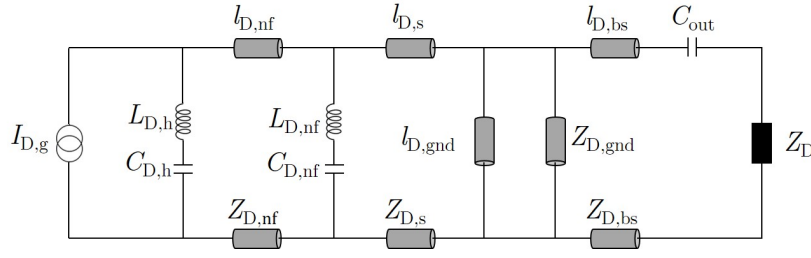 l_D,nf
l_D,s
l_D,bs
C_out
L_D,h
L_D,nf
I_D,g
l_D,gnd
Z_D,gnd
Z_D
C_D,h
C_D,nf
Z_D,nf
Z_D,s
Z_D,bs